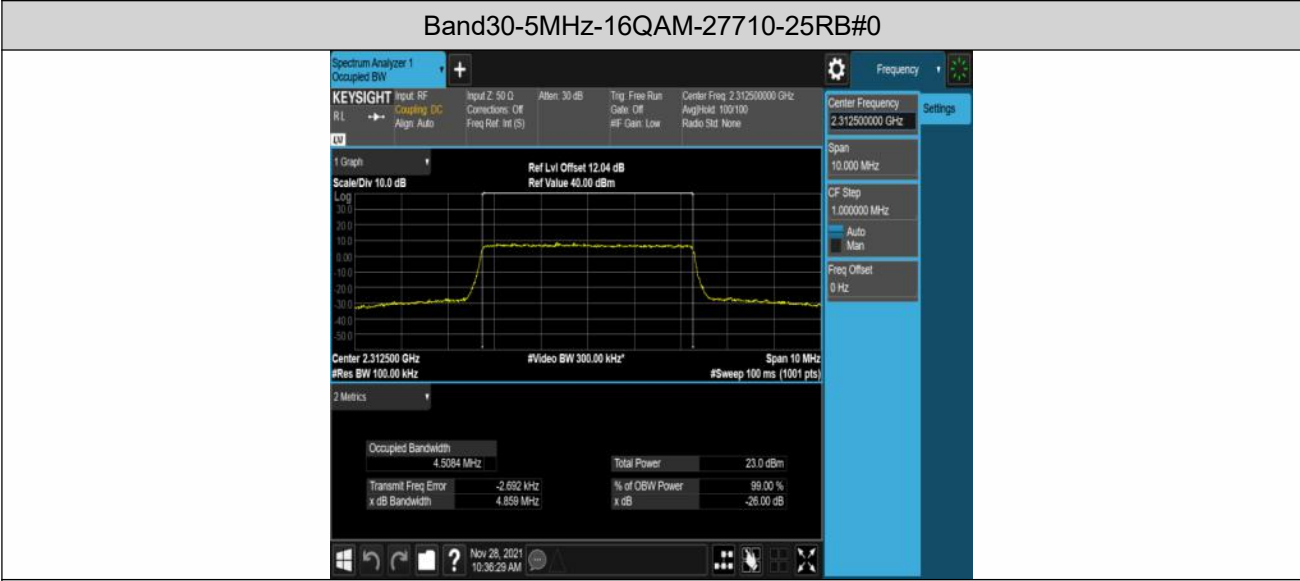 Band30-5MHz-16QAM-27710-25RB#0
Spectrum Analyzer 1
Occupied BW
+
Frequency
KEYSIGHT
RL
LW
Input: RF
Coupling: DC
Align: Auto
Input Z: 50 Ω
Corrections: Off
Freq Ref: Int (S)
Atten: 30 dB
Trig: Free Run
Gate: Off
#IF Gain: Low
Center Freq: 2.312500000 GHz
Avg|Hold: 100/100
Radio Std: None
Center Frequency
2.312500000 GHz
Settings
Span
10.000 MHz
CF Step
1.000000 MHz
Auto
Man
Freq Offset
0 Hz
1 Graph
Scale/Div 10.0 dB
Ref Lvl Offset 12.04 dB
Ref Value 40.00 dBm
Log
30.0
20.0
10.0
0.00
-10.0
-20.0
-30.0
-40.0
-50.0
Center 2.312500 GHz
#Video BW 300.00 kHz*
Span 10 MHz
#Res BW 100.00 kHz
#Sweep 100 ms (1001 pts)
2 Metrics
Occupied Bandwidth
4.5084 MHz
Total Power 23.0 dBm
Transmit Freq Error -2.692 kHz
% of OBW Power 99.00 %
x dB Bandwidth 4.859 MHz
x dB -26.00 dB
?
Nov 28, 2021
10:36:29 AM